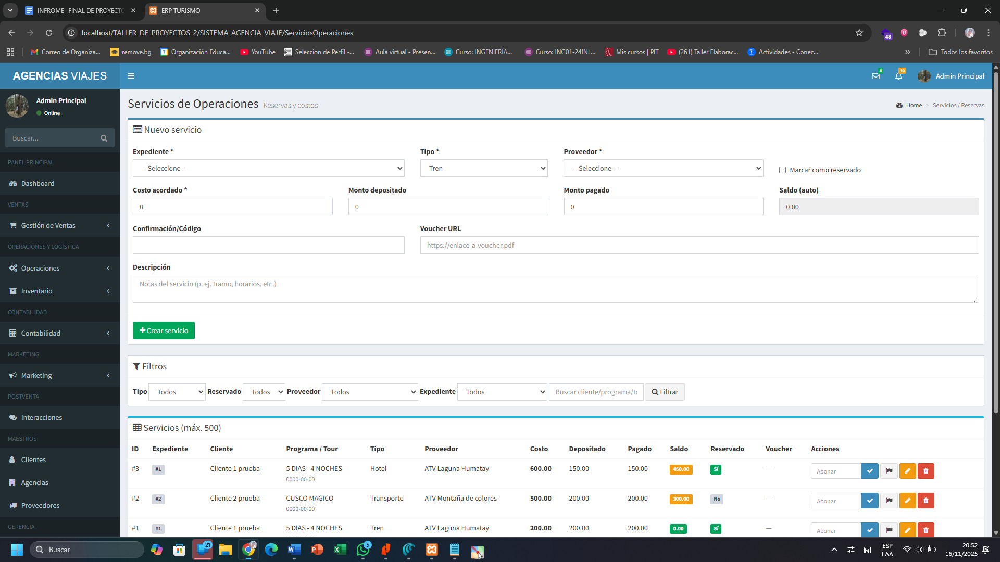 INFROME_ FINAL DE PROYECTO
ERP TURISMO
localhost/TALLER_DE_PROYECTOS_2/SISTEMA_AGENCIA_VIAJE/ServiciosOperaciones
48
Correo de Organiza...
remove.bg
Organización Educa...
YouTube
Seleccion de Perfil -...
Aula virtual - Presen...
Curso: INGENIERÍA...
Curso: ING01-24INL...
Mis cursos | PIT
(261) Taller Elaborac...
Actividades - Conec...
Todos los favoritos
AGENCIAS VIAJES
4
10
Admin Principal
Admin Principal
Online
Buscar...
PANEL PRINCIPAL
Dashboard
VENTAS
Gestión de Ventas
OPERACIONES Y LOGÍSTICA
Operaciones
Inventario
CONTABILIDAD
Contabilidad
MARKETING
Marketing
POSTVENTA
Interacciones
MAESTROS
Clientes
Agencias
Proveedores
GERENCIA
Servicios de Operaciones Reservas y costos
Home > Servicios / Reservas
Nuevo servicio
Expediente * Tipo * Proveedor *
-- Seleccione -- Tren -- Seleccione -- Marcar como reservado
Costo acordado * Monto depositado Monto pagado Saldo (auto)
0 0 0 0.00
Confirmación/Código Voucher URL
https://enlace-a-voucher.pdf
Descripción
Notas del servicio (p. ej. tramo, horarios, etc.)
Crear servicio
Filtros
Tipo Todos Reservado Todos Proveedor Todos Expediente Todos Buscar cliente/programa/t Filtrar
Servicios (máx. 500)
ID Expediente Cliente Programa / Tour Tipo Proveedor Costo Depositado Pagado Saldo Reservado Voucher Acciones
#3 #1 Cliente 1 prueba 5 DIAS - 4 NOCHES Hotel ATV Laguna Humatay 600.00 150.00 150.00 450.00 Sí — Abonar
0000-00-00
#2 #2 Cliente 2 prueba CUSCO MAGICO Transporte ATV Montaña de colores 500.00 200.00 200.00 300.00 No — Abonar
0000-00-00
#1 #1 Cliente 1 prueba 5 DIAS - 4 NOCHES Tren ATV Laguna Humatay 200.00 200.00 200.00 0.00 Sí — Abonar
Buscar
21
5
ESP
LAA
20:52
16/11/2025